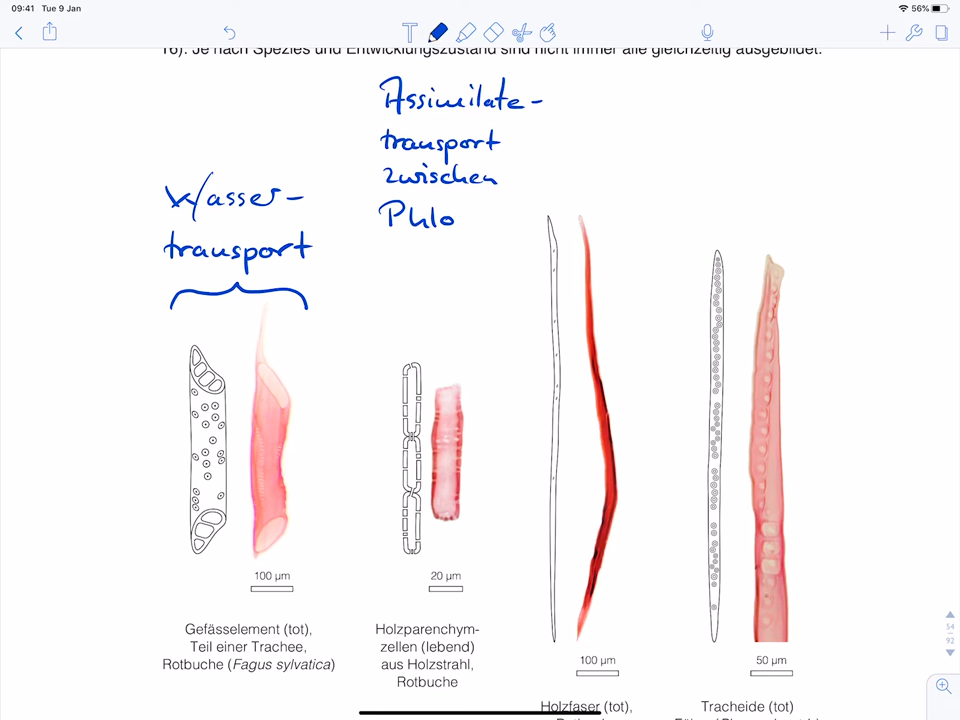 09:41 Tue 9 Jan
56%
16). Je nach Spezies und Entwicklungszustand sind nicht immer alle gleichzeitig ausgebildet.
Assimilate-
transport
zwischen
Phlo
Wasser-
transport
100 µm
20 µm
100 µm
50 µm
Gefässelement (tot),
Teil einer Trachee,
Rotbuche (Fagus sylvatica)
Holzparenchym-
zellen (lebend)
aus Holzstrahl,
Rotbuche
Holzfaser (tot),
Tracheide (tot)
54
92